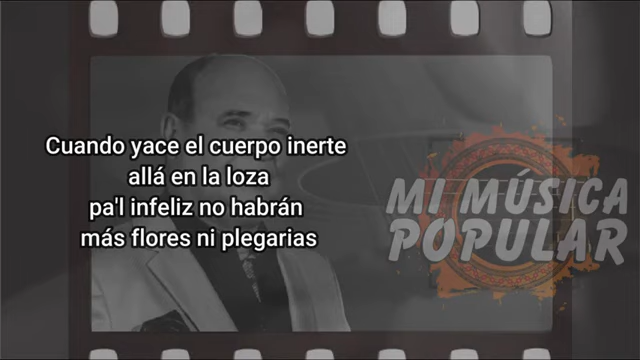 Cuando yace el cuerpo inerte
allá en la loza
pa'l infeliz no habrán
más flores ni plegarias
MI MÚSICA
POPULAR